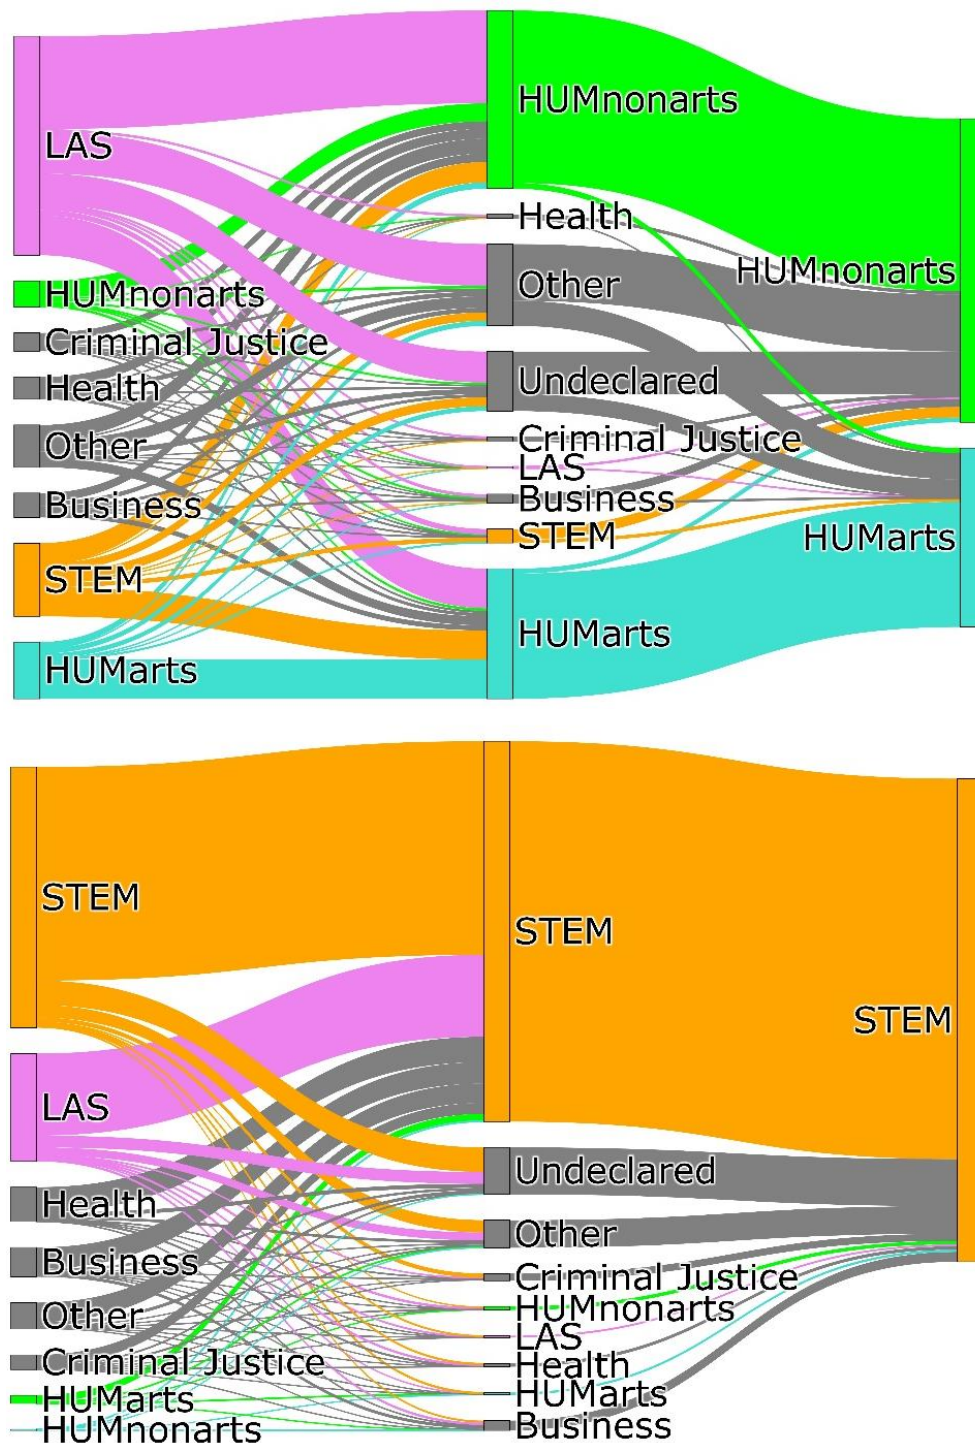 LAS
HUMnonarts
Criminal Justice
Health
Other
Business
STEM
HUMarts
HUMnonarts
Health
Other
Undeclared
Criminal Justice
LAS
Business
STEM
HUMarts
HUMnonarts
HUMarts
STEM
LAS
Health
Business
Other
Criminal Justice
HUMarts
HUMnonarts
STEM
Undeclared
Other
Criminal Justice
HUMnonarts
LAS
Health
HUMarts
Business
STEM